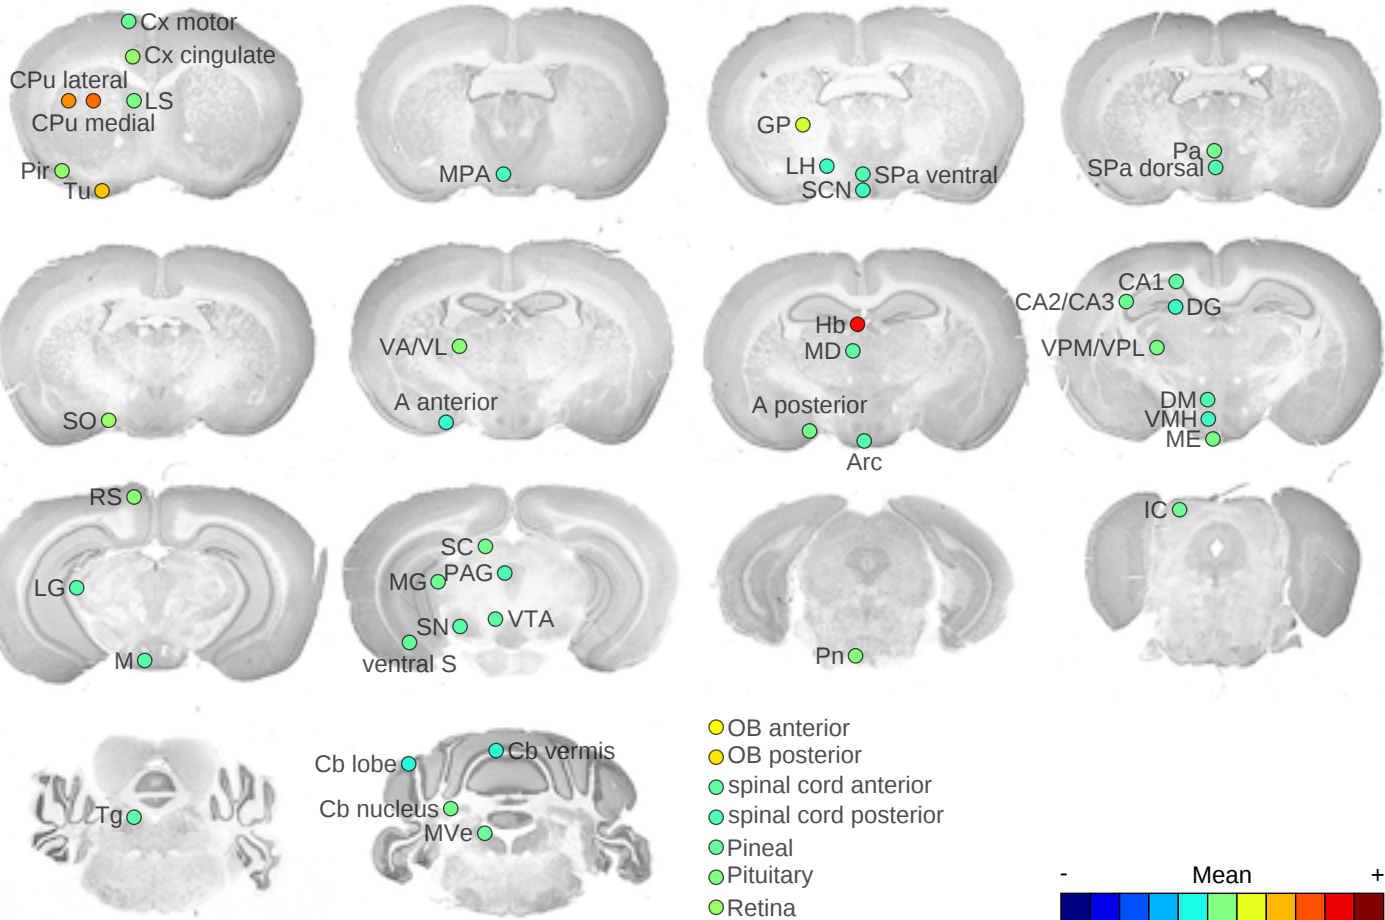 Cx motor
Cx cingulate
CPu lateral
LS
CPu medial
Pir
Tu
MPA
GP
LH
SPa ventral
SCN
Pa
SPa dorsal
SO
VA/VL
A anterior
Hb
MD
A posterior
Arc
CA1
CA2/CA3
DG
VPM/VPL
DM
VMH
ME
RS
LG
M
SC
MG
PAG
SN
VTA
ventral S
Pn
IC
Tg
Cb lobe
Cb vermis
Cb nucleus
MVe
OB anterior
OB posterior
spinal cord anterior
spinal cord posterior
Pineal
Pituitary
Retina
- Mean +